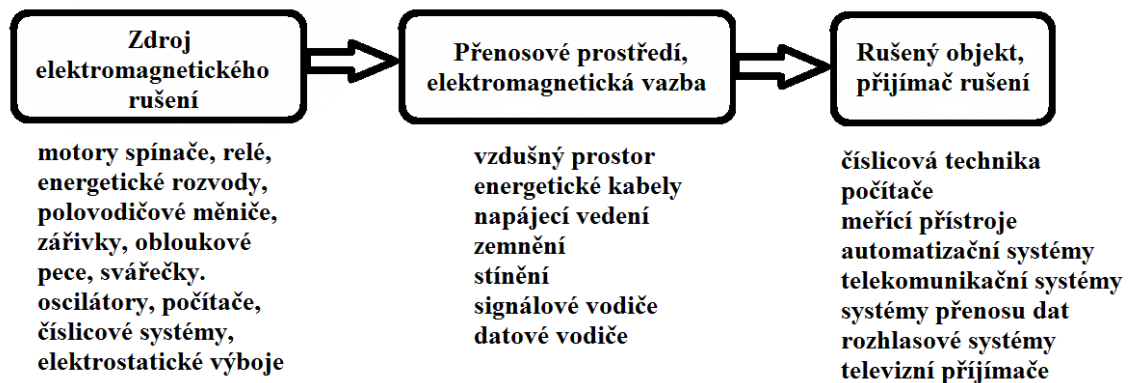 Zdroj
elektromagnetického
rušení
Přenosové prostředí,
elektromagnetická vazba
Rušený objekt,
přijímač rušení
motory spínače, relé,
energetické rozvody,
polovodičové měniče,
zářivky, obloukové
pece, svářečky.
oscilátory, počítače,
číslicové systémy,
elektrostatické výboje
vzdušný prostor
energetické kabely
napájecí vedení
zemnění
stínění
signálové vodiče
datové vodiče
číslicová technika
počítače
meřící přístroje
automatizační systémy
telekomunikační systémy
systémy přenosu dat
rozhlasové systémy
televizní příjímače